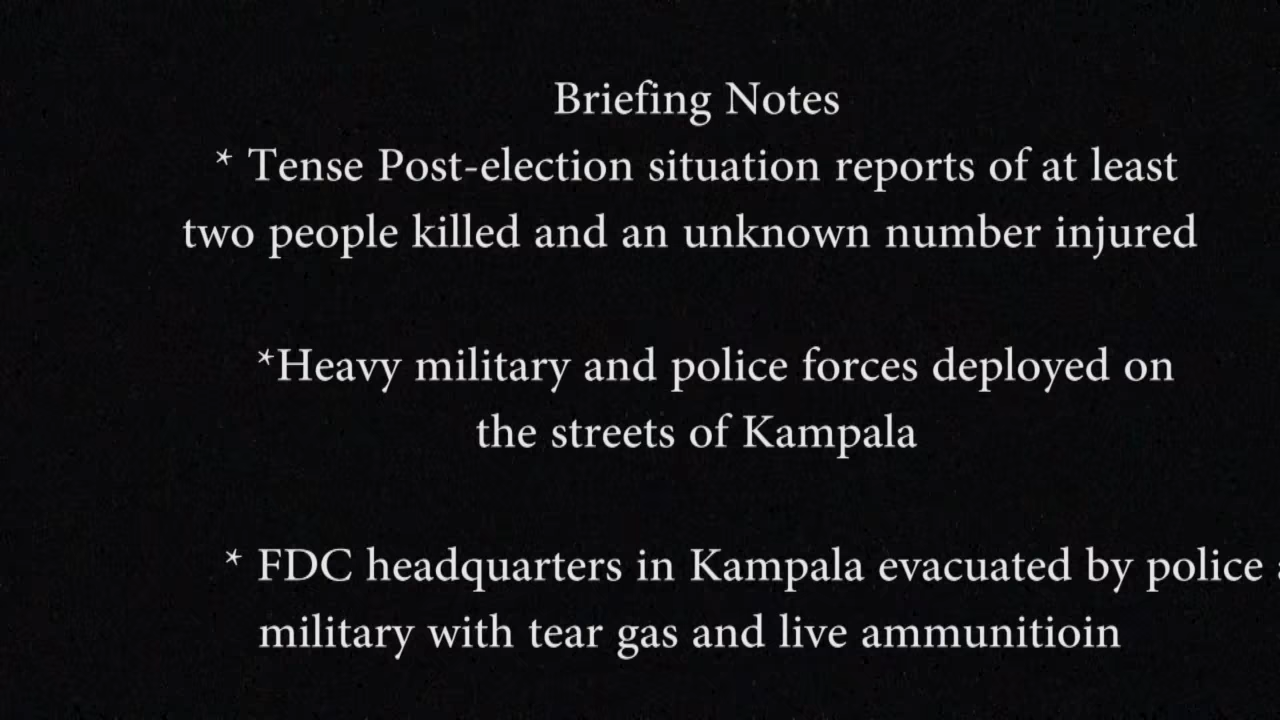 Briefing Notes
* Tense Post-election situation reports of at least
two people killed and an unknown number injured
*Heavy military and police forces deployed on
the streets of Kampala
* FDC headquarters in Kampala evacuated by police
military with tear gas and live ammunitioin